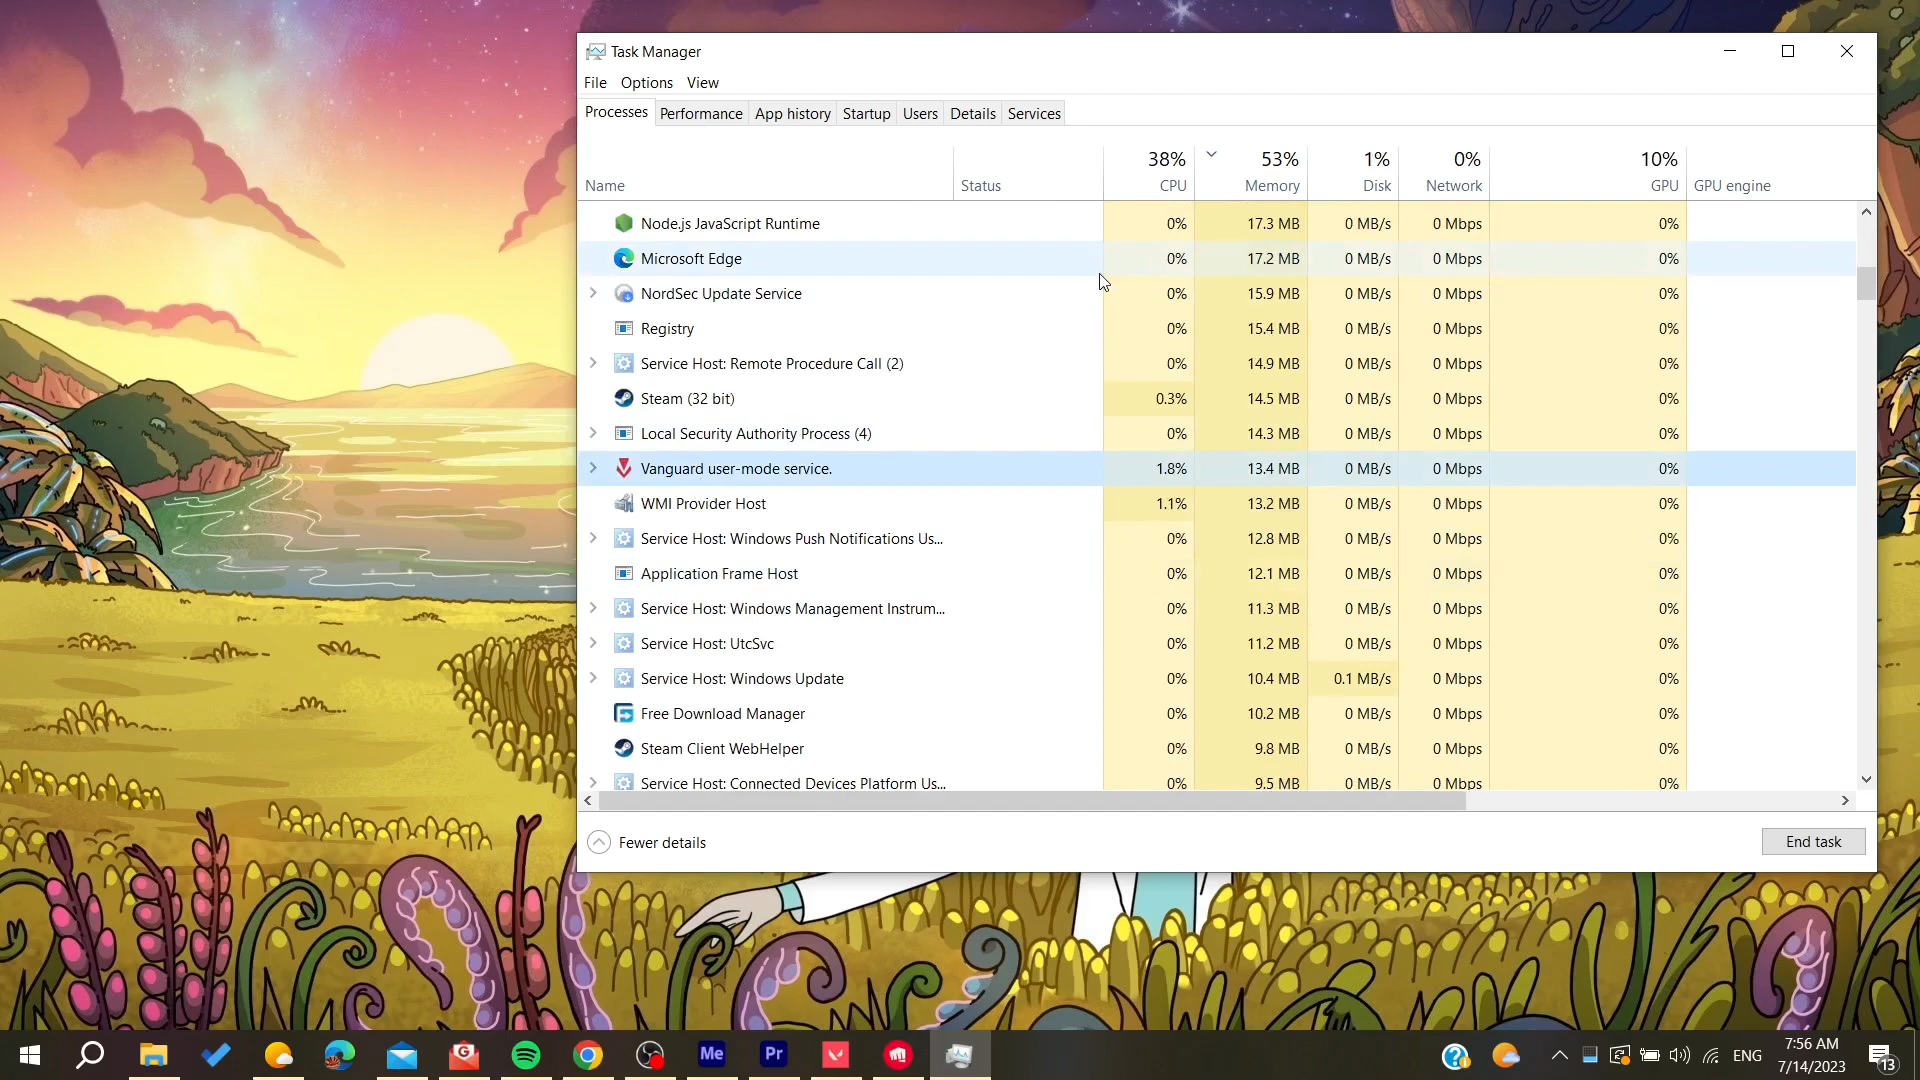 Task Manager
File Options View
Processes Performance App history Startup Users Details Services
38% 53% 1% 0% 10%
Name Status CPU Memory Disk Network GPU GPU engine
Node.js JavaScript Runtime 0% 17.3 MB 0 MB/s 0 Mbps 0%
Microsoft Edge 0% 17.2 MB 0 MB/s 0 Mbps 0%
NordSec Update Service 0% 15.9 MB 0 MB/s 0 Mbps 0%
Registry 0% 15.4 MB 0 MB/s 0 Mbps 0%
Service Host: Remote Procedure Call (2) 0% 14.9 MB 0 MB/s 0 Mbps 0%
Steam (32 bit) 0.3% 14.5 MB 0 MB/s 0 Mbps 0%
Local Security Authority Process (4) 0% 14.3 MB 0 MB/s 0 Mbps 0%
Vanguard user-mode service. 1.8% 13.4 MB 0 MB/s 0 Mbps 0%
WMI Provider Host 1.1% 13.2 MB 0 MB/s 0 Mbps 0%
Service Host: Windows Push Notifications Us... 0% 12.8 MB 0 MB/s 0 Mbps 0%
Application Frame Host 0% 12.1 MB 0 MB/s 0 Mbps 0%
Service Host: Windows Management Instrum... 0% 11.3 MB 0 MB/s 0 Mbps 0%
Service Host: UtcSvc 0% 11.2 MB 0 MB/s 0 Mbps 0%
Service Host: Windows Update 0% 10.4 MB 0.1 MB/s 0 Mbps 0%
Free Download Manager 0% 10.2 MB 0 MB/s 0 Mbps 0%
Steam Client WebHelper 0% 9.8 MB 0 MB/s 0 Mbps 0%
Service Host: Connected Devices Platform Us... 0% 9.5 MB 0 MB/s 0 Mbps 0%
Fewer details End task
G Me Pr ENG 7:56 AM
7/14/2023 13